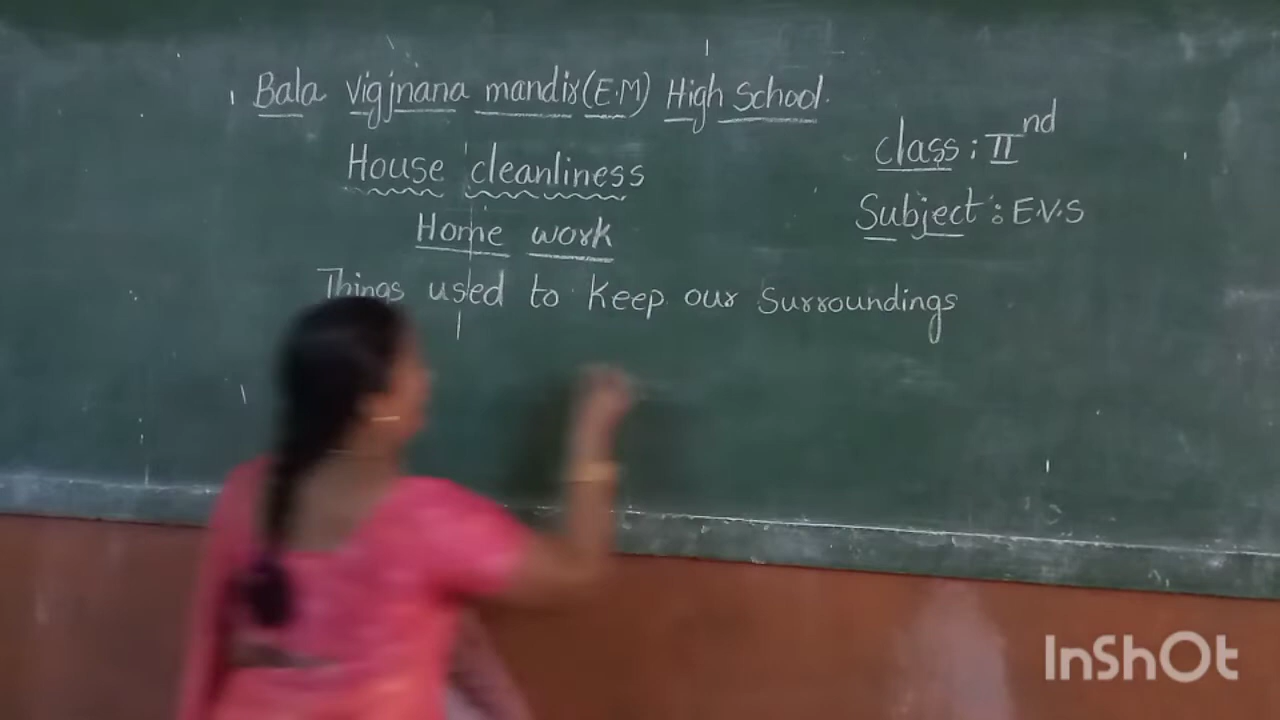 Bala Vigjnana mandir(E.M) High School.
House cleanliness
Home work
Things used to keep our surroundings
class: II nd
Subject: E.V.S
InShOt